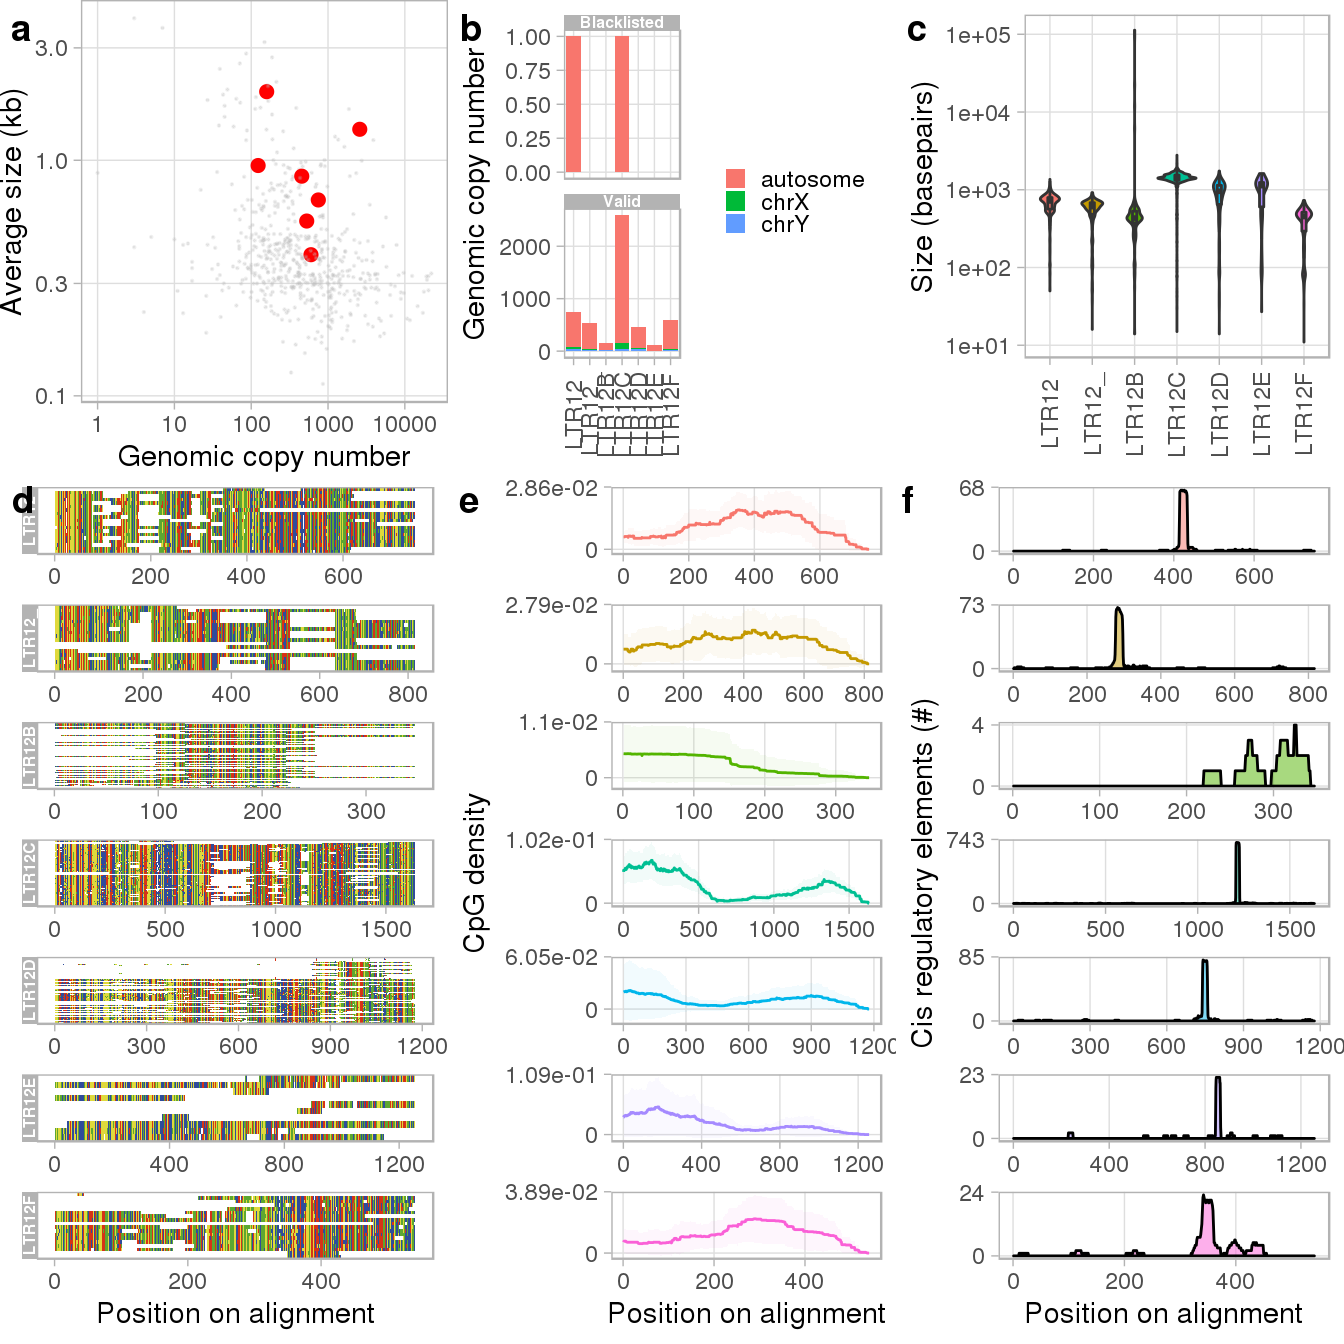 a
Average size (kb)
3.0
1.0
0.3
0.1
1 10 100 1000 10000
Genomic copy number
b
Genomic copy number
Blacklisted
1.00
0.75
0.50
0.25
0.00
Valid
2000
1000
0
LTR12
LTR12_
LTR12B
LTR12C
LTR12D
LTR12E
LTR12F
autosome
chrX
chrY
c
Size (basepairs)
1e+05
1e+04
1e+03
1e+02
1e+01
LTR12
LTR12_
LTR12B
LTR12C
LTR12D
LTR12E
LTR12F
d
0 200 400 600
LTR12_
0 200 400 600 800
LTR12B
0 100 200 300
LTR12C
0 500 1000 1500
LTR12D
0 300 600 900 1200
LTR12E
0 400 800 1200
LTR12F
0 200 400
Position on alignment
e
CpG density
2.86e-02
0
0 200 400 600
2.79e-02
0
0 200 400 600 800
1.1e-02
0
0 100 200 300
1.02e-01
0
0 500 1000 1500
6.05e-02
0
0 300 600 900 1200
1.09e-01
0
0 400 800 1200
3.89e-02
0
0 200 400
Position on alignment
f
Cis regulatory elements (#)
68
0
0 200 400 600
73
0
0 200 400 600 800
4
0
0 100 200 300
743
0
0 500 1000 1500
85
0
0 300 600 900 1200
23
0
0 400 800 1200
24
0
0 200 400
Position on alignment